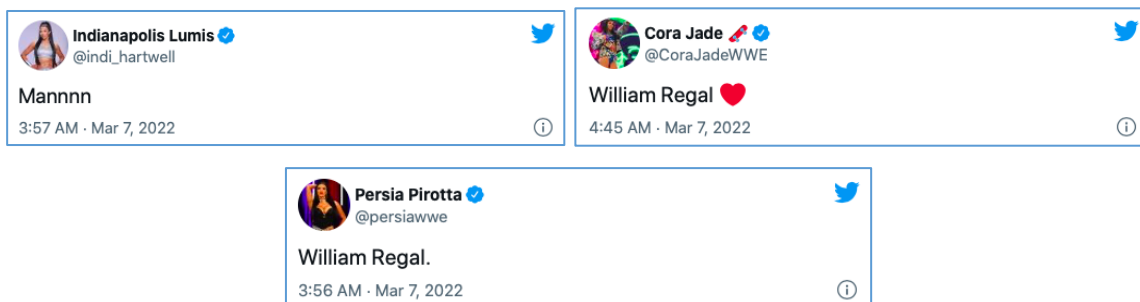 Indianapolis Lumis
@indi_hartwell
Mannnn
3:57 AM · Mar 7, 2022
Cora Jade 🛹
@CoraJadeWWE
William Regal ❤️
4:45 AM · Mar 7, 2022
Persia Pirotta
@persiawwe
William Regal.
3:56 AM · Mar 7, 2022